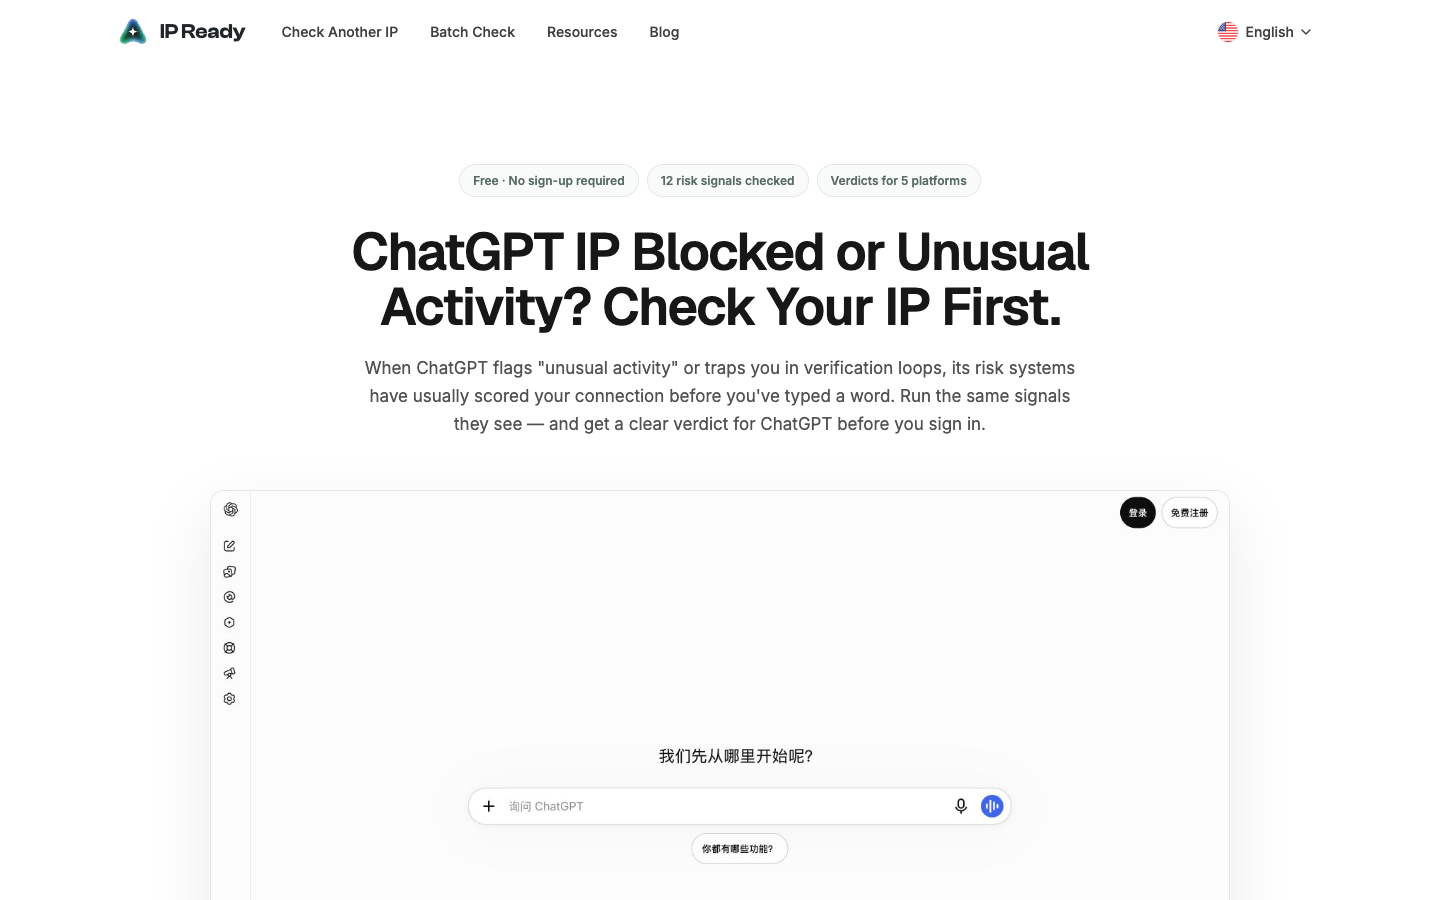 IP Ready
Check Another IP
Batch Check
Resources
Blog
English
Free · No sign-up required
12 risk signals checked
Verdicts for 5 platforms
ChatGPT IP Blocked or Unusual
Activity? Check Your IP First.
When ChatGPT flags "unusual activity" or traps you in verification loops, its risk systems
have usually scored your connection before you've typed a word. Run the same signals
they see — and get a clear verdict for ChatGPT before you sign in.
登录
免费注册
我们先从哪里开始呢?
询问 ChatGPT
你都有哪些功能?